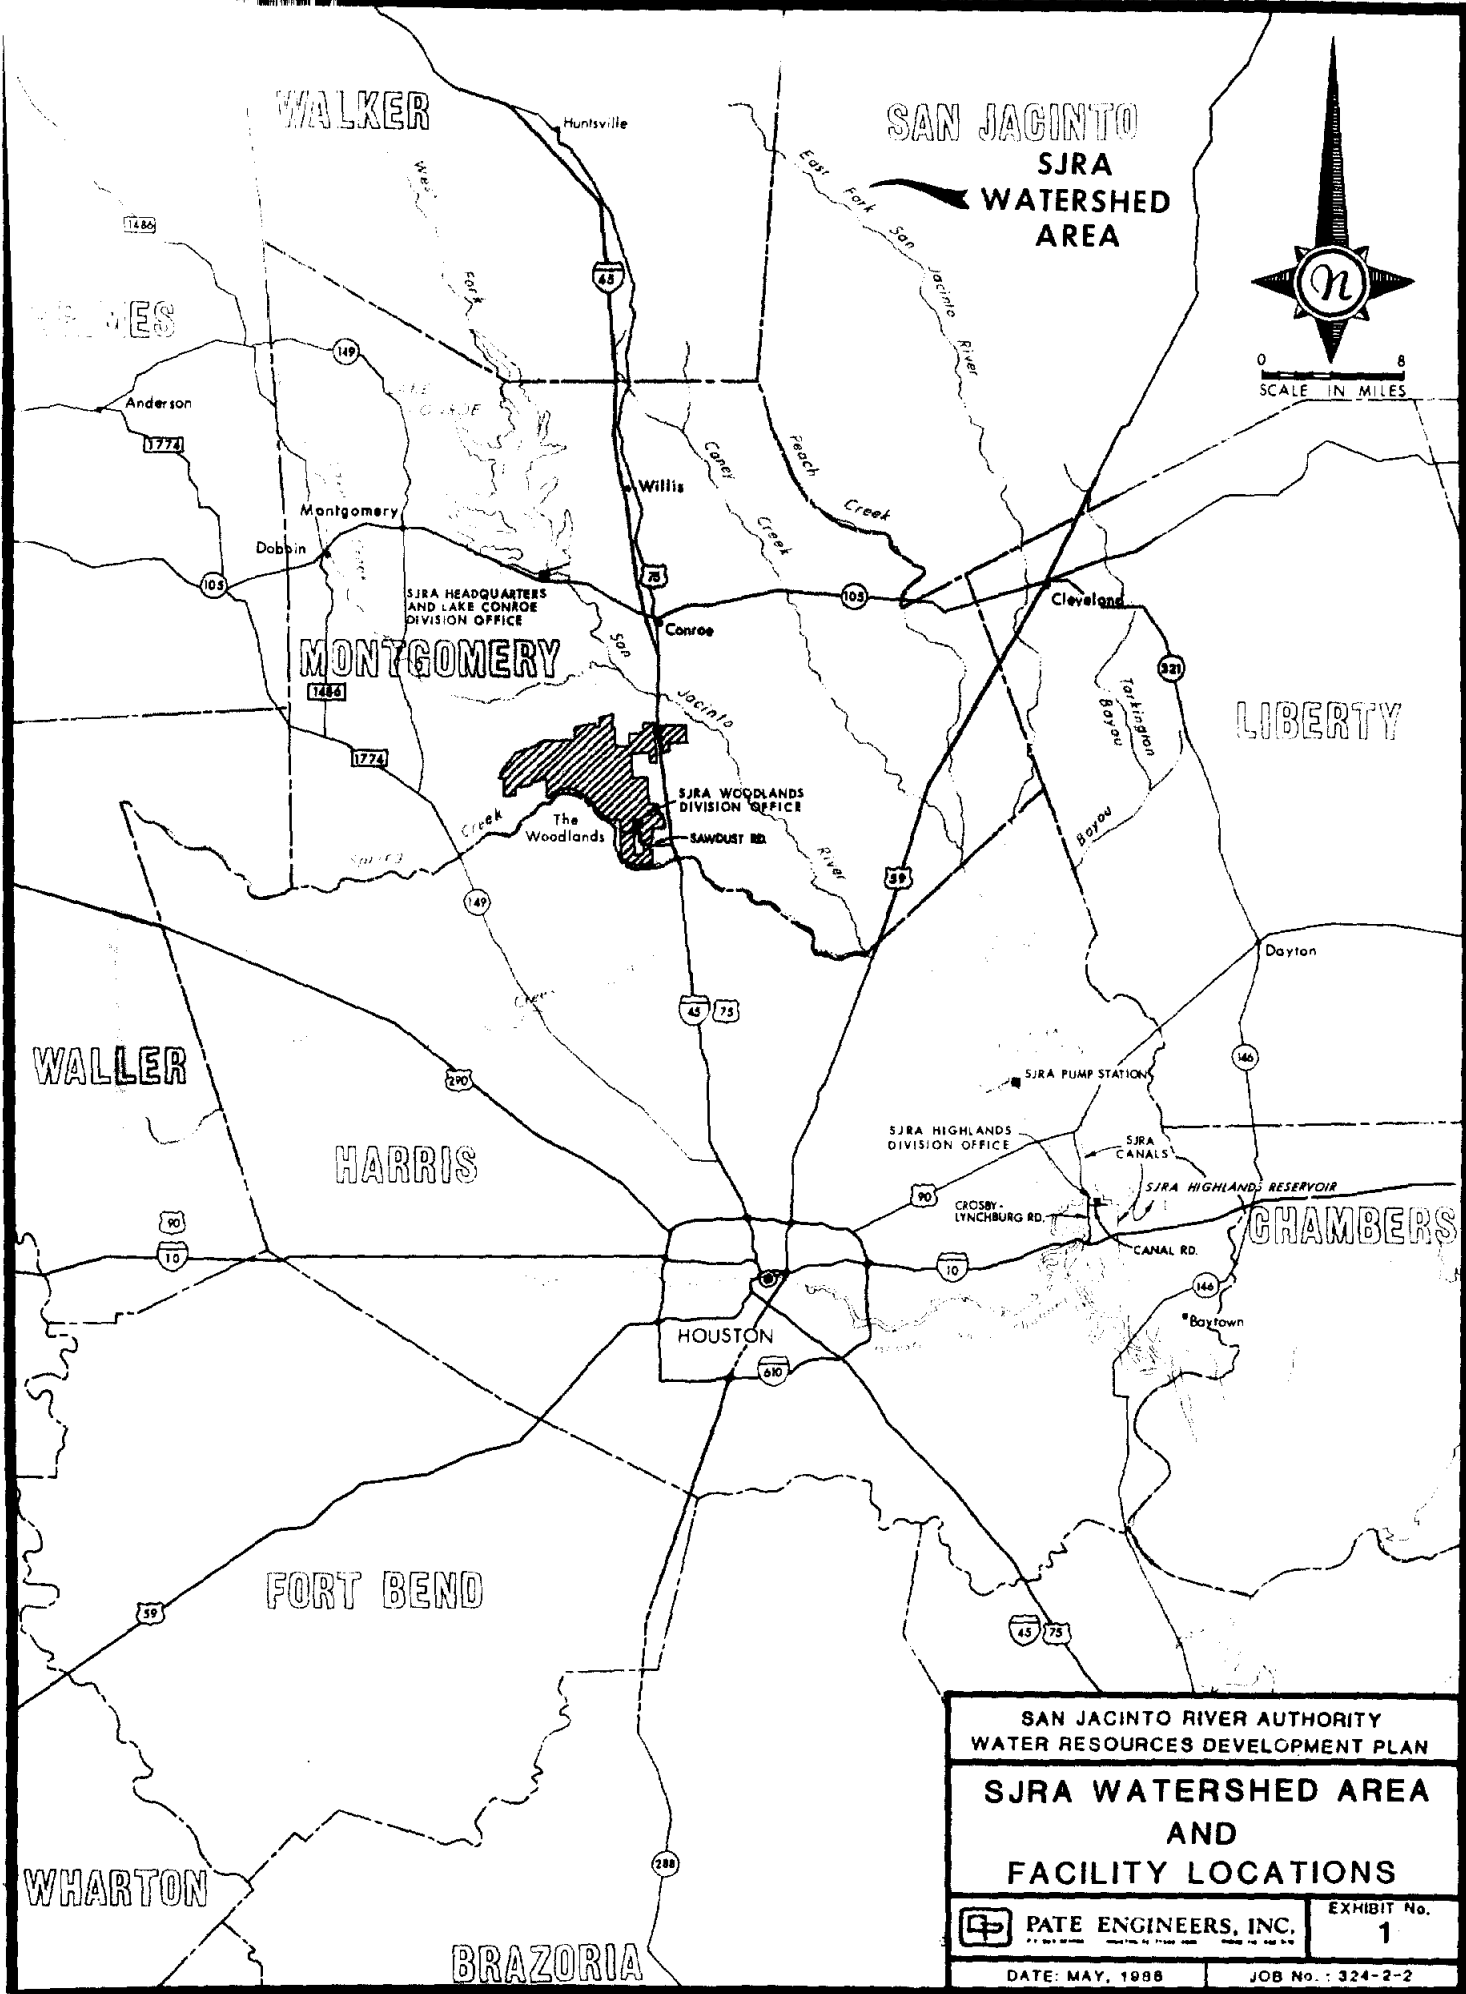 WALKER
Huntsville
SAN JACINTO
SJRA
WATERSHED
AREA
East Fork San Jacinto River
West Fork
1486
45
N
0 8
SCALE IN MILES
149
Anderson
1774
Caney Creek
Peach Creek
Willis
Montgomery
Dobbin
105
75
105
Cleveland
SJRA HEADQUARTERS
AND LAKE CONROE
DIVISION OFFICE
Conroe
MONTGOMERY
1486
San Jacinto River
321
Tarkington
Bayou
LIBERTY
1774
SJRA WOODLANDS
DIVISION OFFICE
The
Woodlands
SAWDUST RD.
Spring Creek
Bayou
59
149
Dayton
Creek
45 75
WALLER
290
SJRA PUMP STATION
146
HARRIS
SJRA HIGHLANDS
DIVISION OFFICE
SJRA
CANALS
SJRA HIGHLANDS RESERVOIR
90
CROSBY-
LYNCHBURG RD.
CHAMBERS
90
10
10
CANAL RD.
146
Baytown
HOUSTON
610
FORT BEND
59
45 75
288
WHARTON
BRAZORIA
SAN JACINTO RIVER AUTHORITY
WATER RESOURCES DEVELOPMENT PLAN
SJRA WATERSHED AREA
AND
FACILITY LOCATIONS
PATE ENGINEERS, INC.
EXHIBIT No.
1
DATE: MAY, 1988
JOB No.: 324-2-2